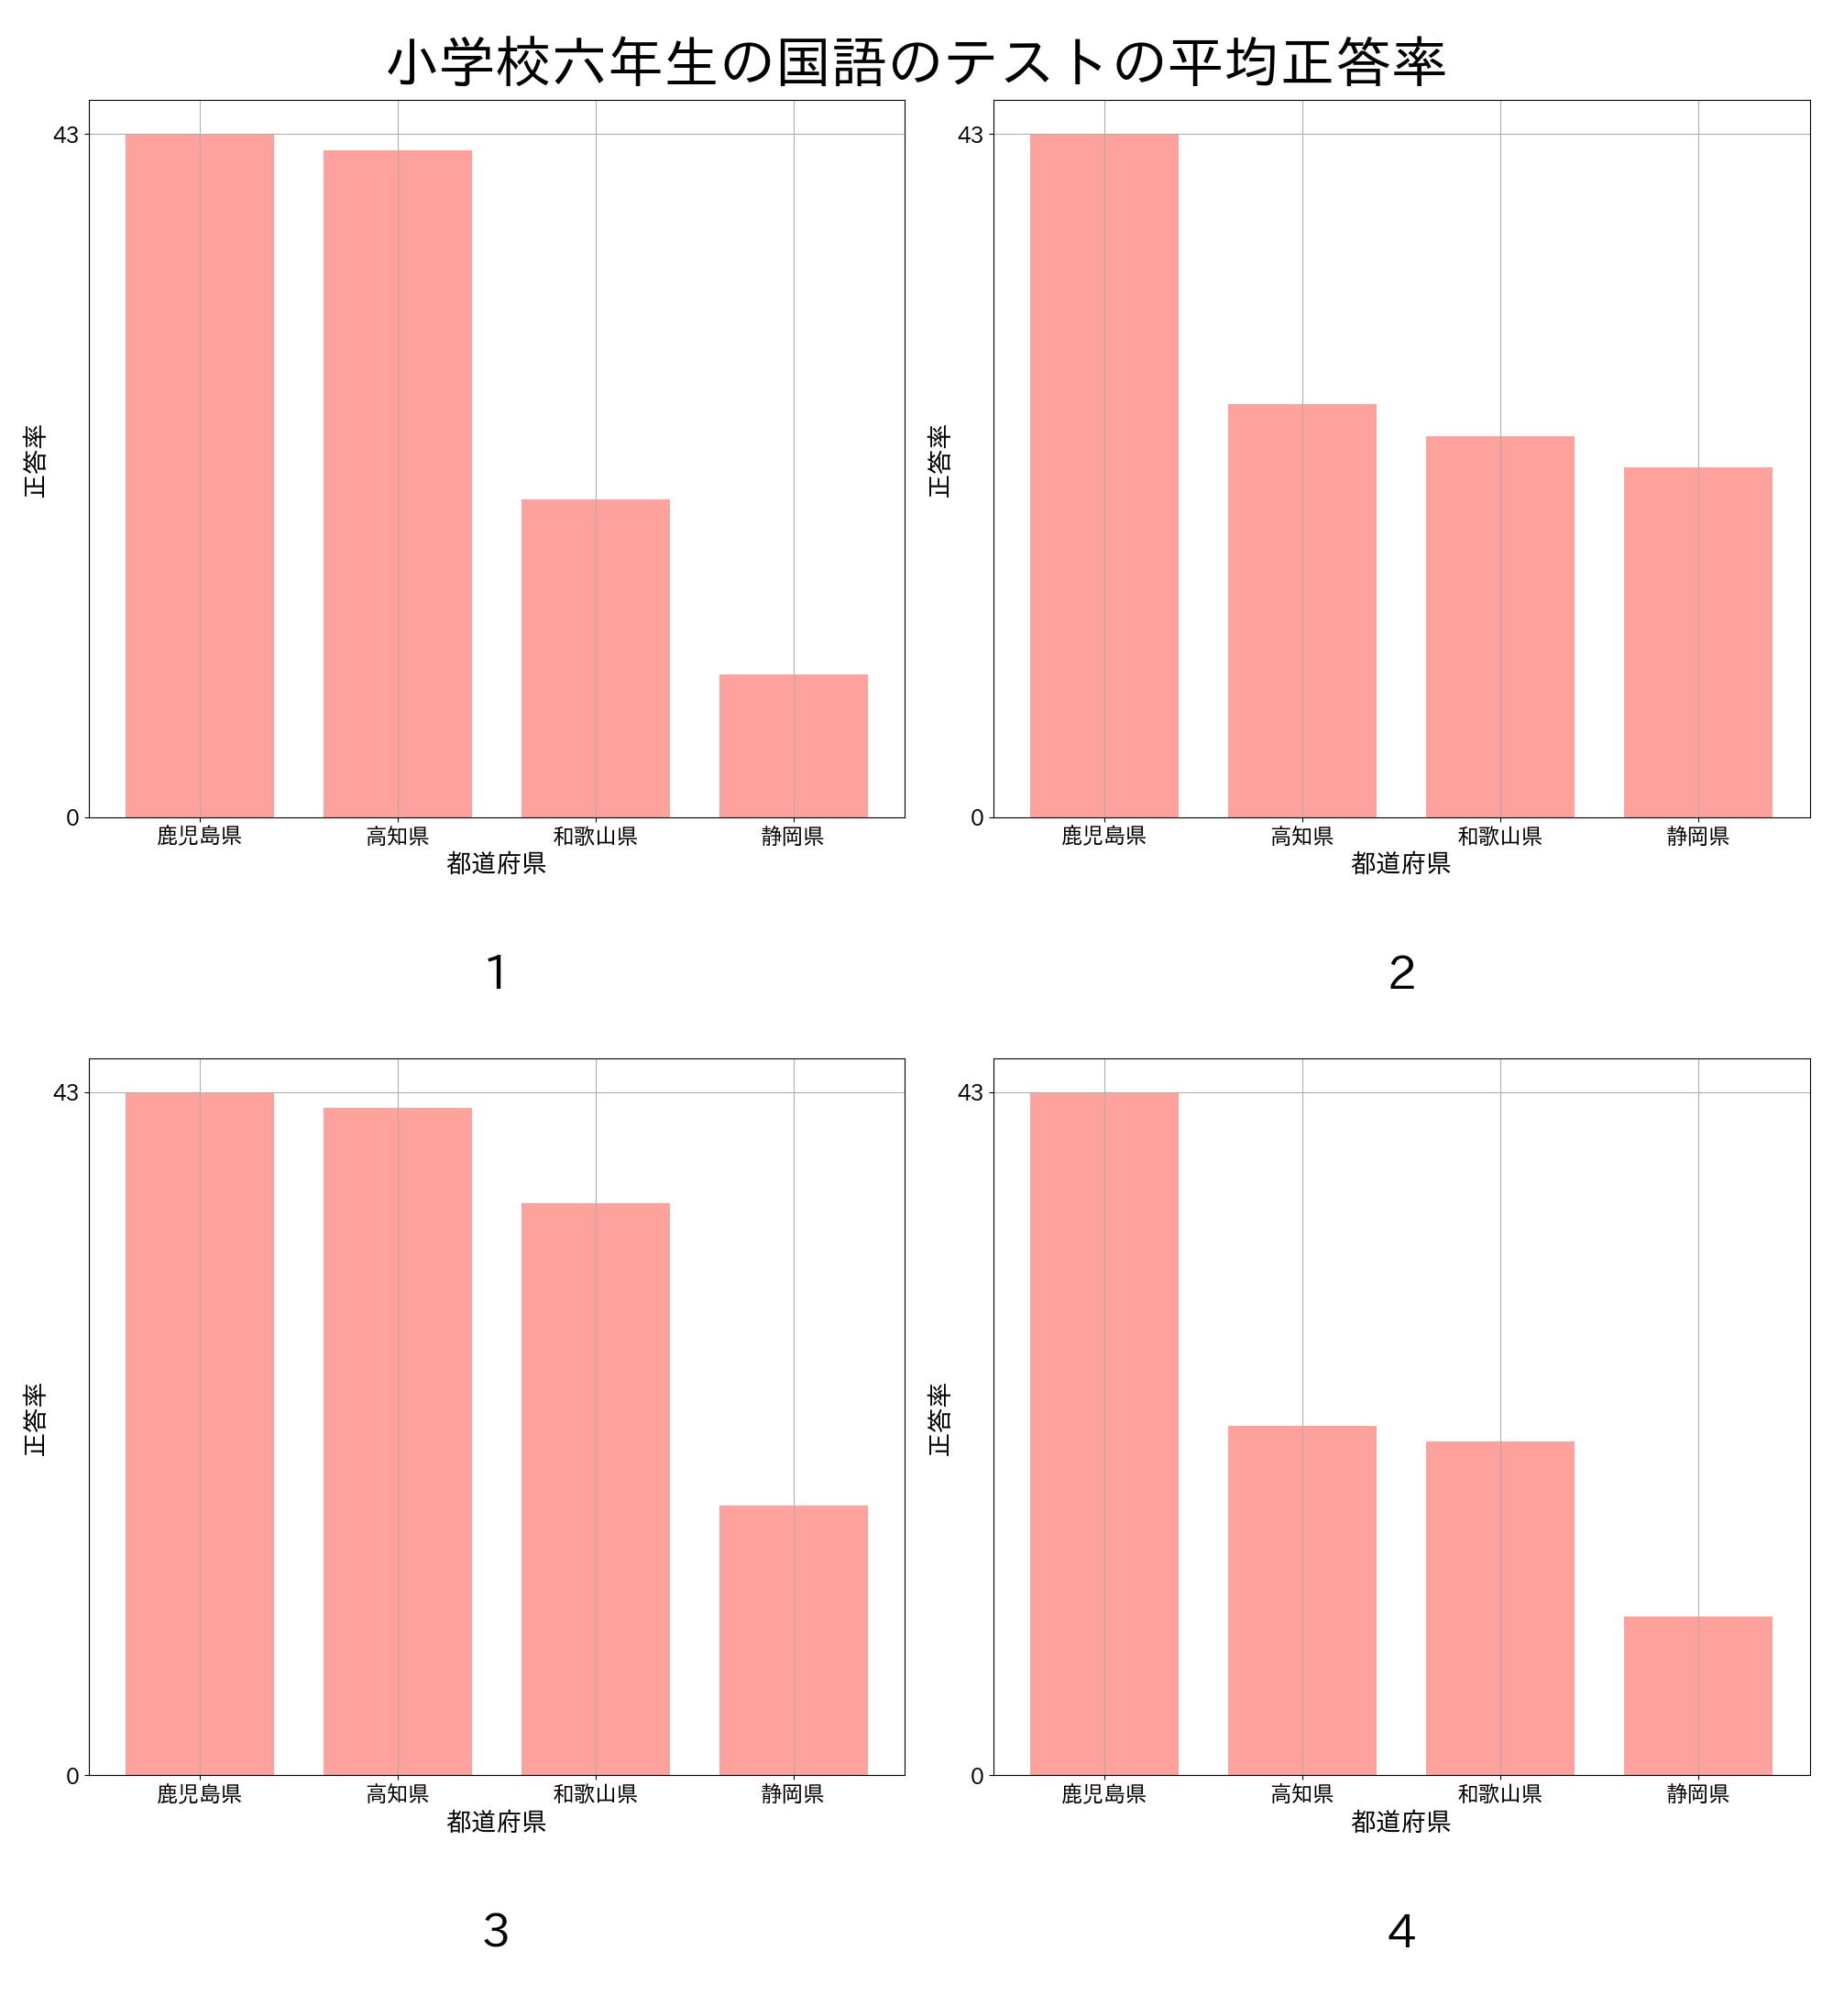 小学校六年生の国語のテストの平均正答率
43
正答率
0
鹿児島県 高知県 和歌山県 静岡県
都道府県
1
43
正答率
0
鹿児島県 高知県 和歌山県 静岡県
都道府県
2
43
正答率
0
鹿児島県 高知県 和歌山県 静岡県
都道府県
3
43
正答率
0
鹿児島県 高知県 和歌山県 静岡県
都道府県
4